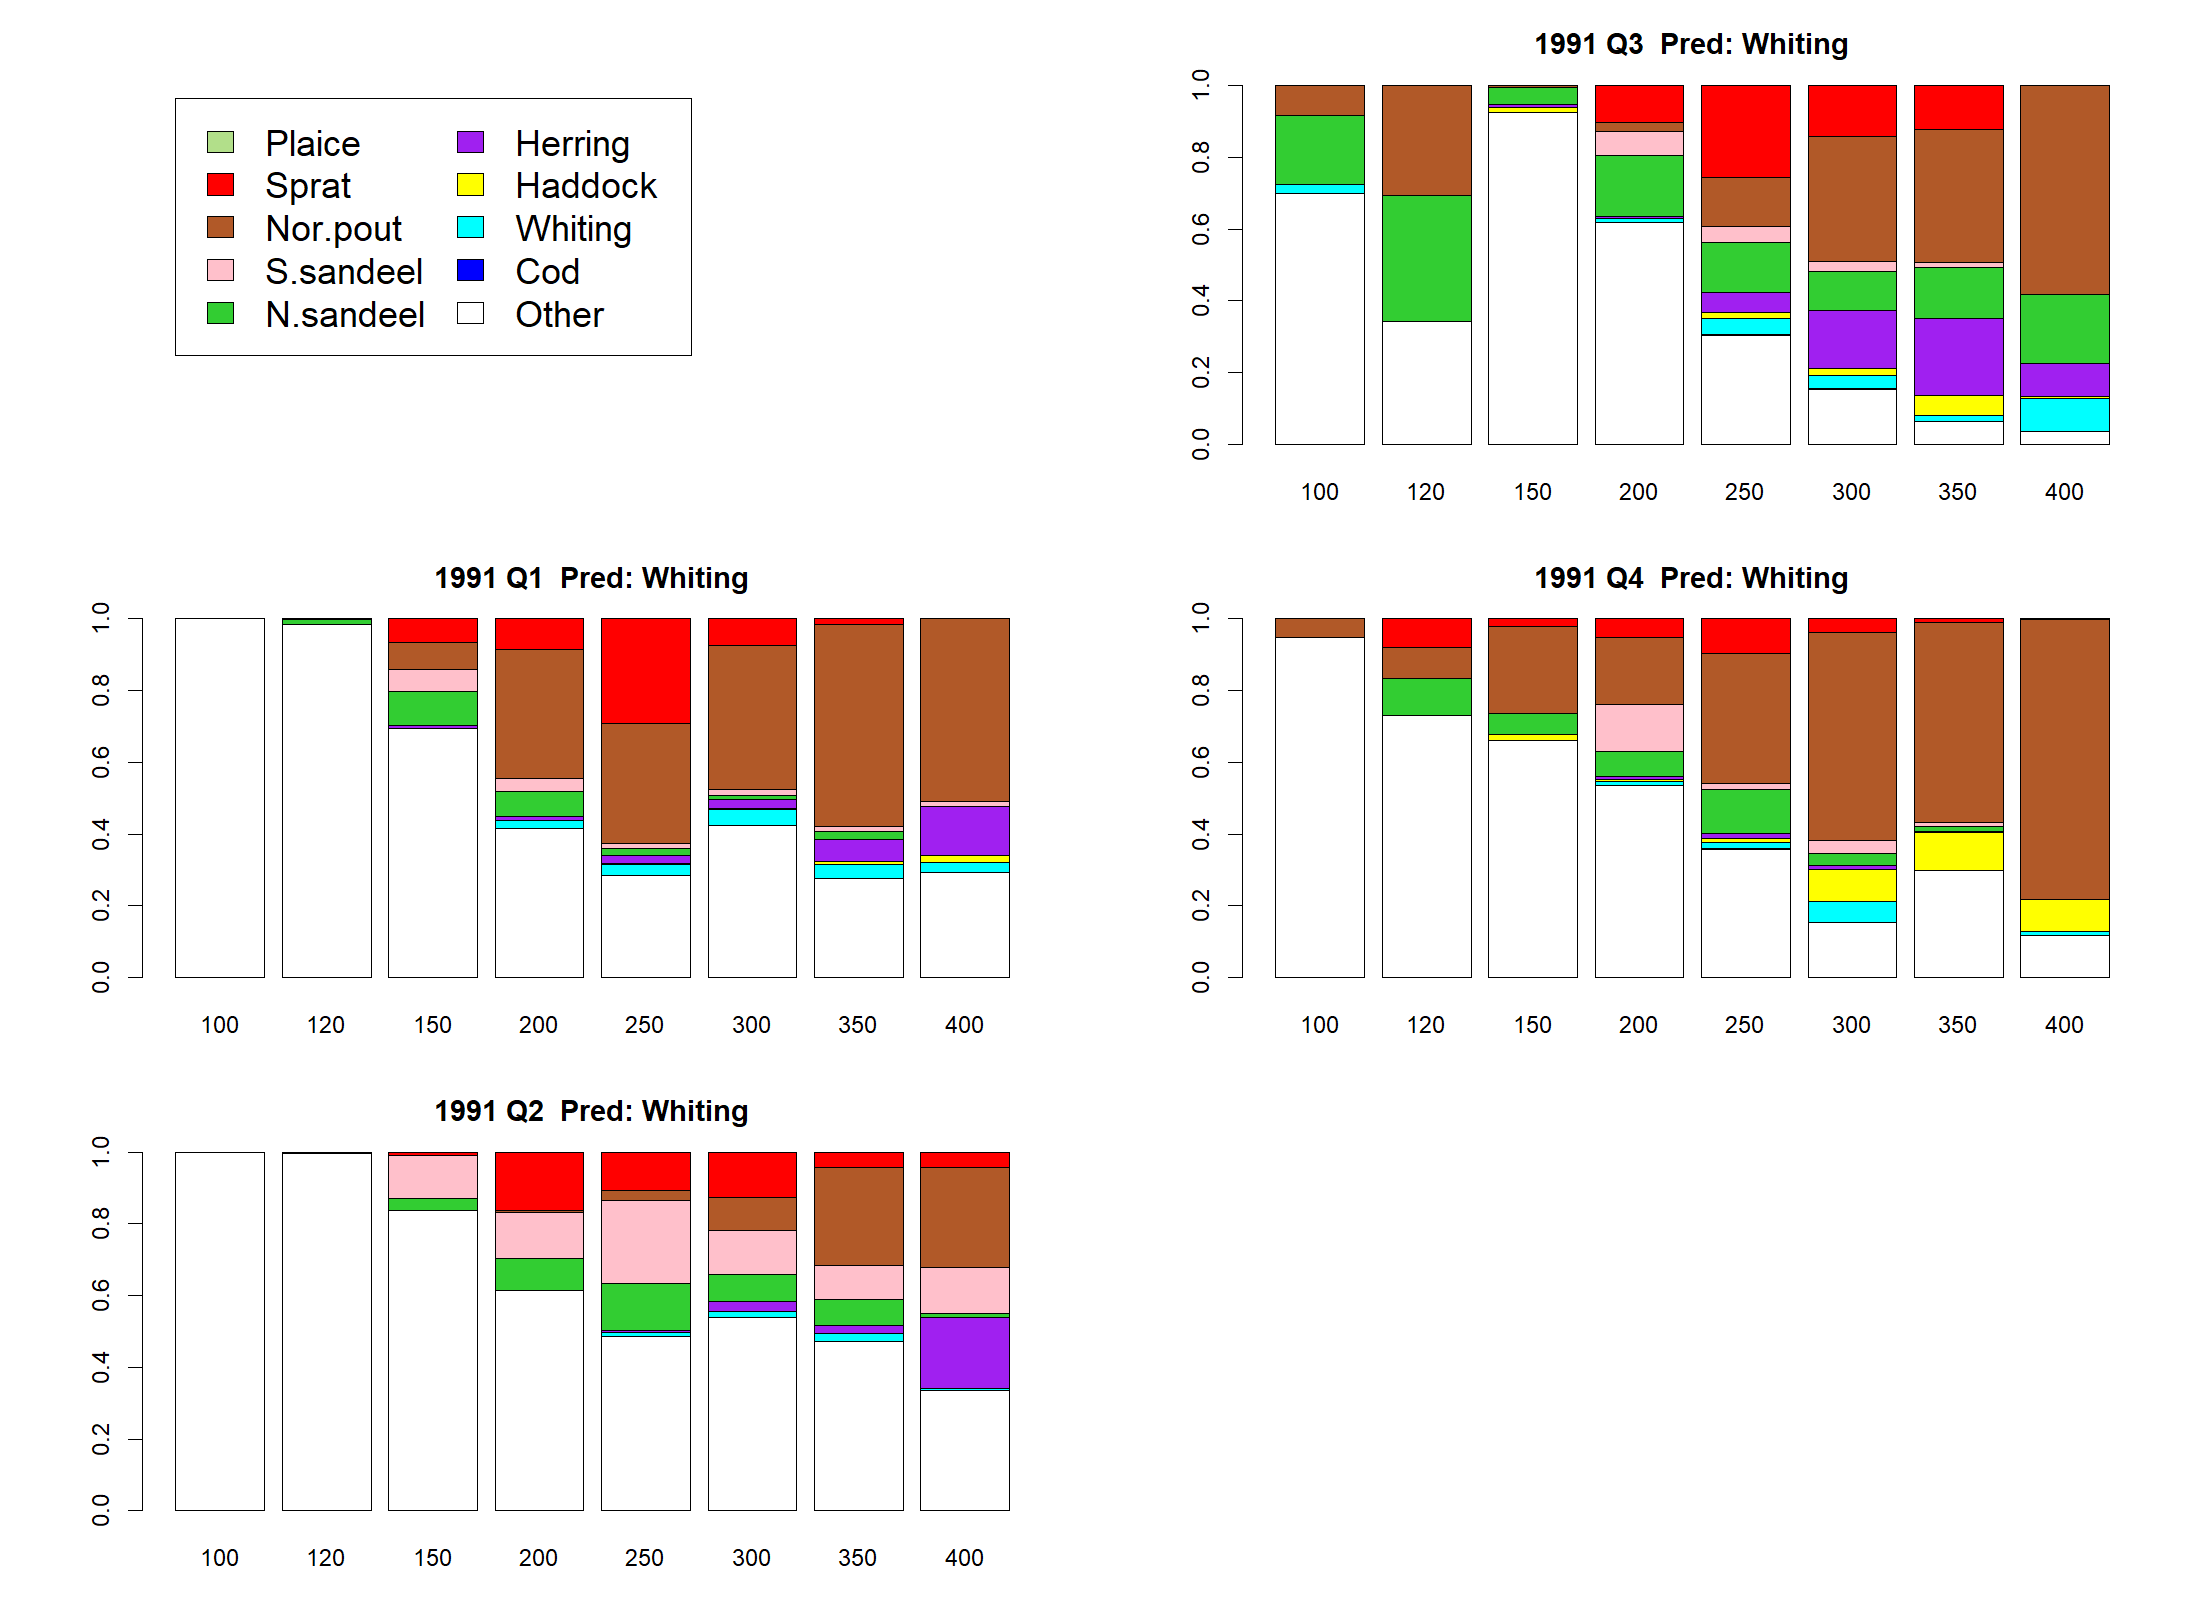 Plaice Herring
Sprat Haddock
Nor.pout Whiting
S.sandeel Cod
N.sandeel Other
1991 Q3  Pred: Whiting
1.0
0.8
0.6
0.4
0.2
0.0
100 120 150 200 250 300 350 400
1991 Q1  Pred: Whiting
1.0
0.8
0.6
0.4
0.2
0.0
100 120 150 200 250 300 350 400
1991 Q4  Pred: Whiting
1.0
0.8
0.6
0.4
0.2
0.0
100 120 150 200 250 300 350 400
1991 Q2  Pred: Whiting
1.0
0.8
0.6
0.4
0.2
0.0
100 120 150 200 250 300 350 400